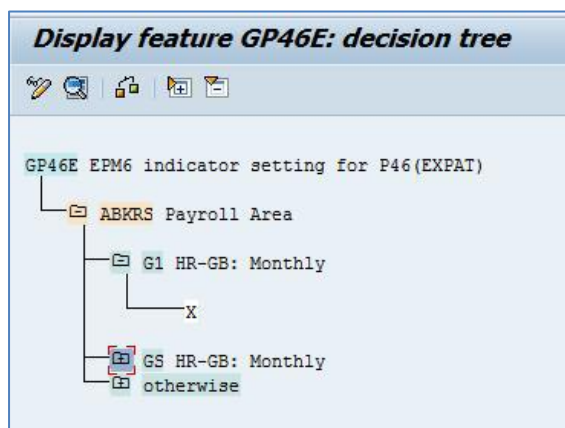 Display feature GP46E: decision tree
GP46E EPM6 indicator setting for P46(EXPAT)
ABKRS Payroll Area
G1 HR-GB: Monthly
X
GS HR-GB: Monthly
otherwise